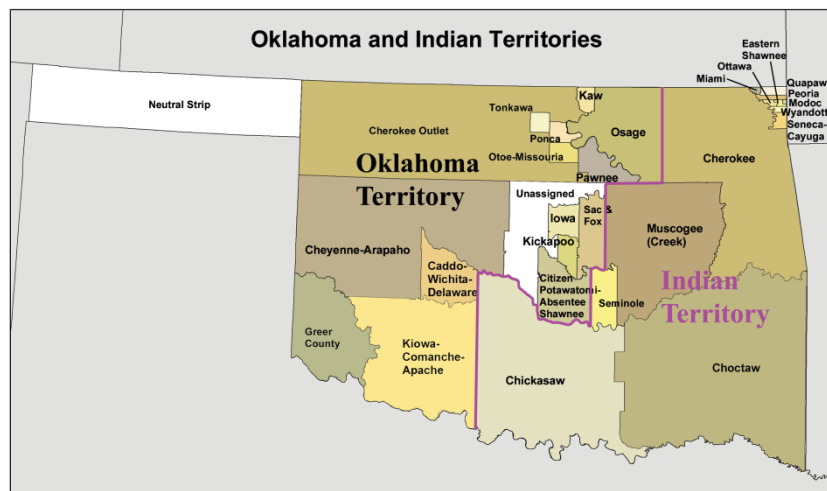 Oklahoma and Indian Territories
Eastern
Shawnee
Ottawa
Miami
Quapaw
Peoria
Modoc
Wyandott
Seneca-
Cayuga
Neutral Strip
Kaw
Tonkawa
Cherokee Outlet
Ponca
Osage
Otoe-Missouria
Cherokee
Oklahoma
Territory
Pawnee
Unassigned
Iowa
Sac &
Fox
Muscogee
(Creek)
Cheyenne-Arapaho
Kickapoo
Caddo-
Wichita-
Delaware
Citizen
Potawatomi-
Absentee
Shawnee
Seminole
Indian
Territory
Greer
County
Kiowa-
Comanche-
Apache
Chickasaw
Choctaw